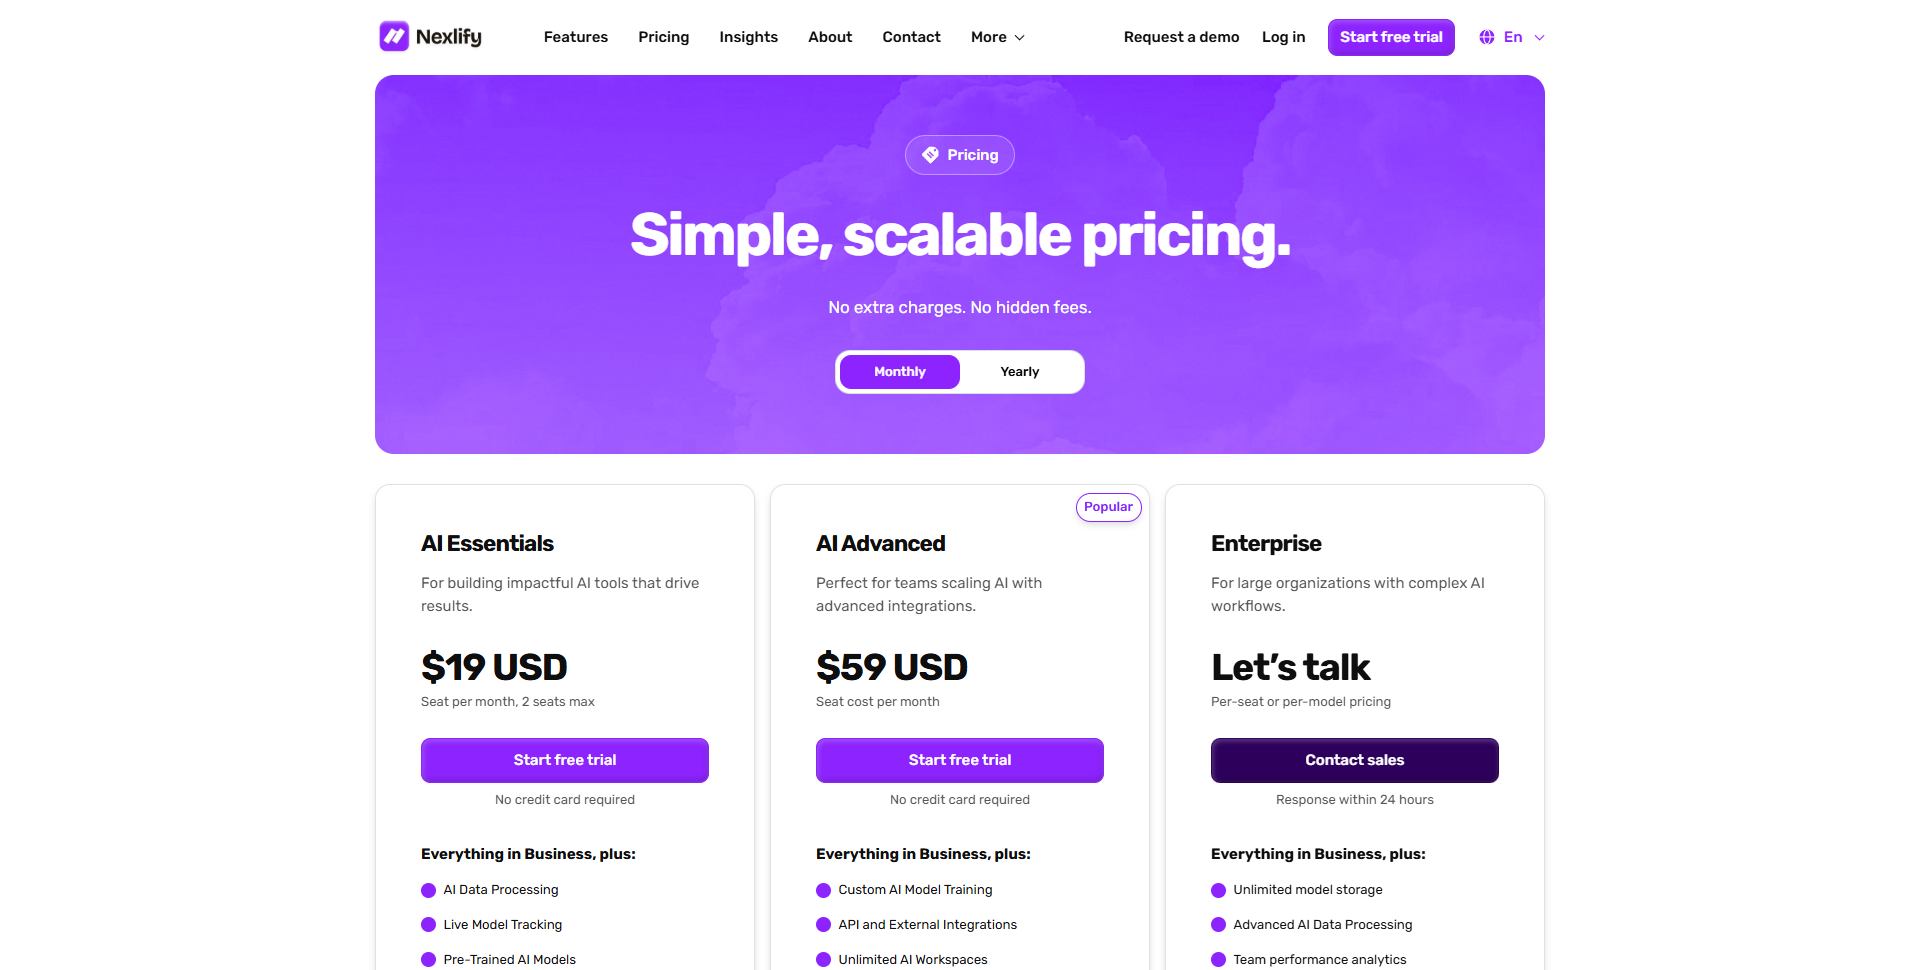 Nexlify
Features
Pricing
Insights
About
Contact
More
Request a demo
Log in
Start free trial
En
Pricing
Simple, scalable pricing.
No extra charges. No hidden fees.
Monthly
Yearly
AI Essentials
For building impactful AI tools that drive
results.
$19 USD
Seat per month, 2 seats max
Start free trial
No credit card required
Everything in Business, plus:
AI Data Processing
Live Model Tracking
Pre-Trained AI Models
Popular
AI Advanced
Perfect for teams scaling AI with
advanced integrations.
$59 USD
Seat cost per month
Start free trial
No credit card required
Everything in Business, plus:
Custom AI Model Training
API and External Integrations
Unlimited AI Workspaces
Enterprise
For large organizations with complex AI
workflows.
Let’s talk
Per-seat or per-model pricing
Contact sales
Response within 24 hours
Everything in Business, plus:
Unlimited model storage
Advanced AI Data Processing
Team performance analytics